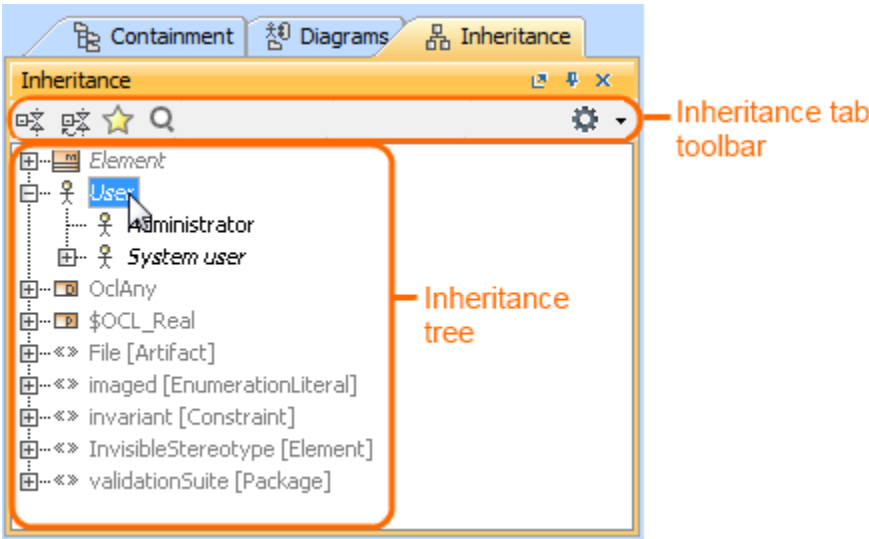 Containment
Diagrams
Inheritance
Inheritance
Inheritance tab
toolbar
Element
User
Administrator
System user
OclAny
$OCL_Real
File [Artifact]
imaged [EnumerationLiteral]
invariant [Constraint]
InvisibleStereotype [Element]
validationSuite [Package]
Inheritance
tree